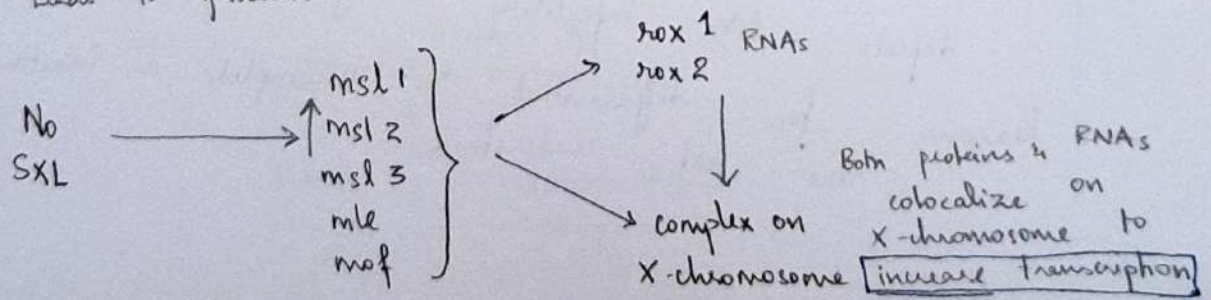 rox 1 RNAs
rox 2
No
SXL
msl 1
↑ msl 2
msl 3
mle
mof
complex on
X-chromosome
Both proteins & RNAs
colocalize on
X-chromosome to
increase transcription